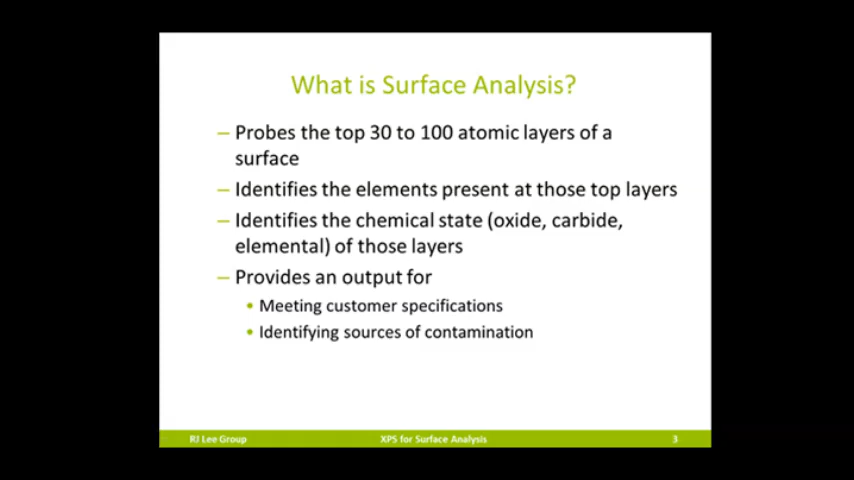 What is Surface Analysis?
– Probes the top 30 to 100 atomic layers of a
surface
– Identifies the elements present at those top layers
– Identifies the chemical state (oxide, carbide,
elemental) of those layers
– Provides an output for
• Meeting customer specifications
• Identifying sources of contamination
RJ Lee Group XPS for Surface Analysis 3